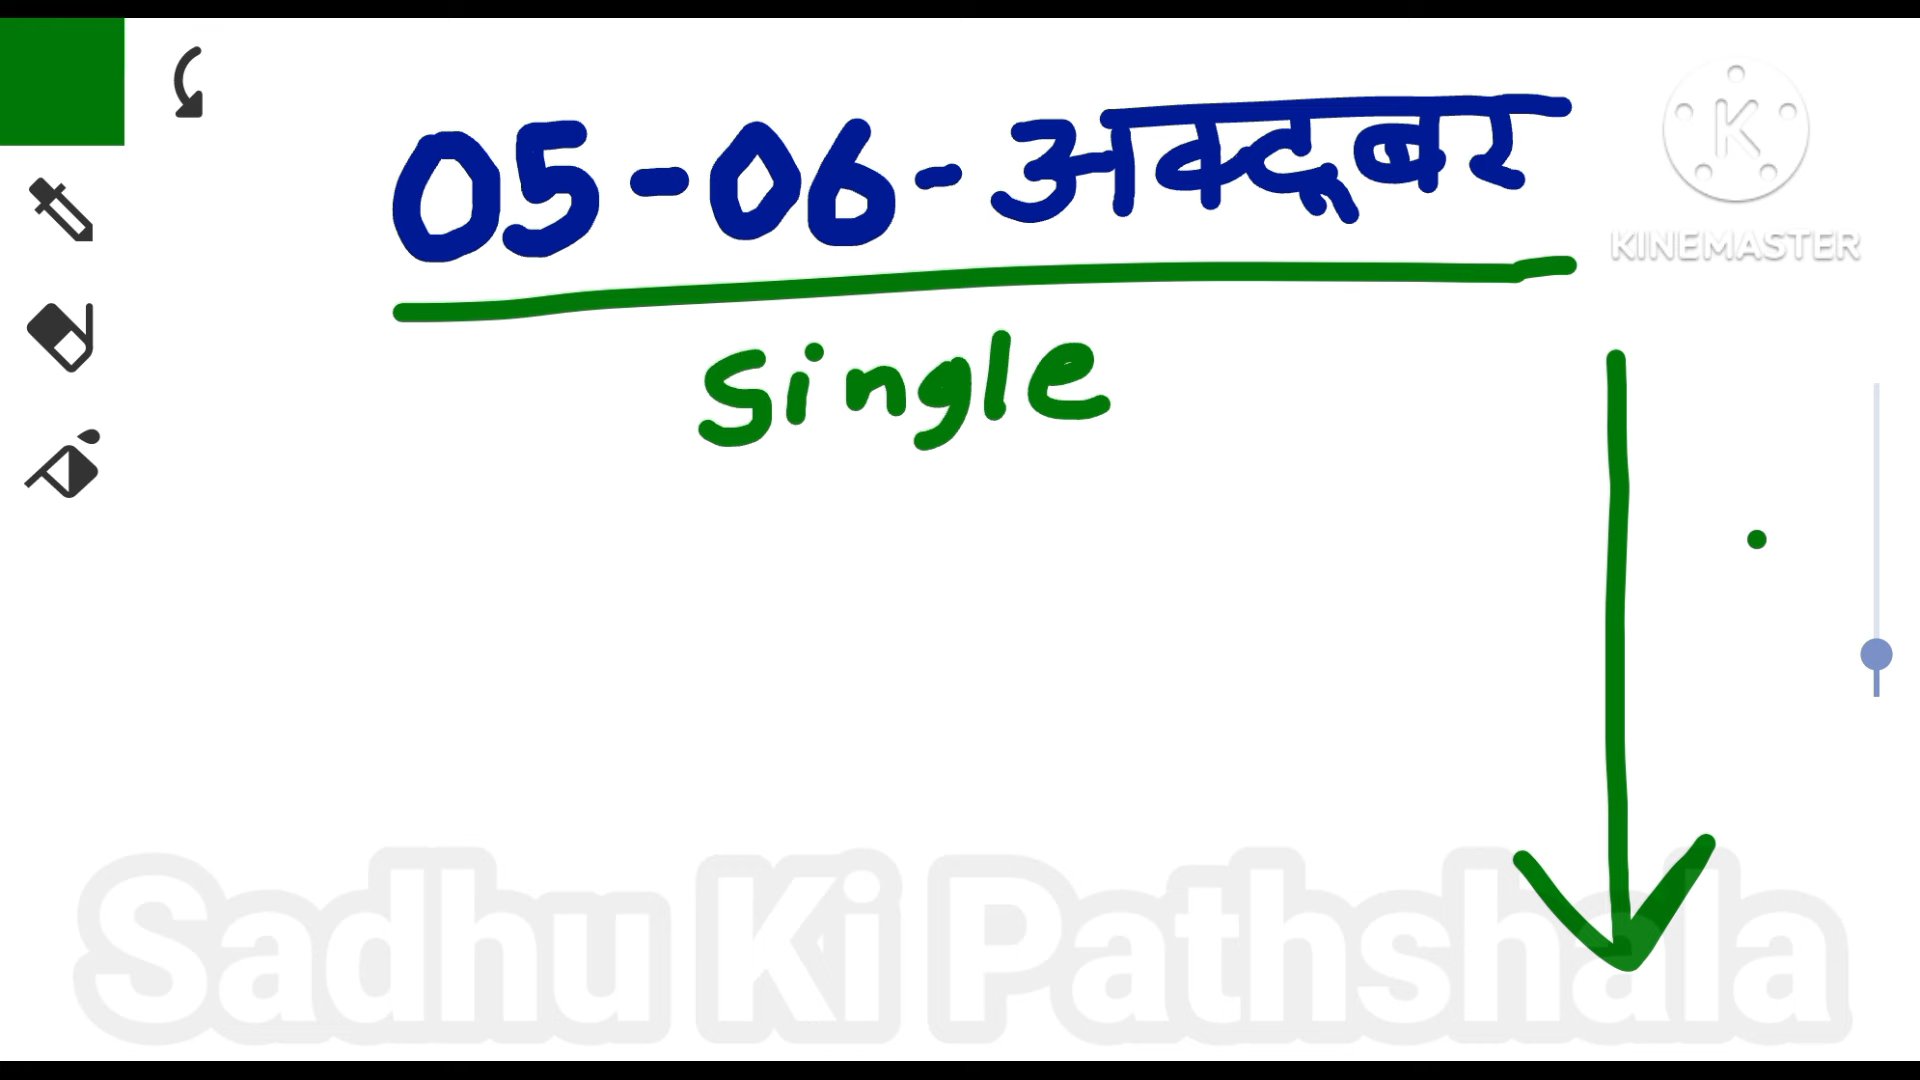 05-06-अक्टूबर
KINEMASTER
single
Sadhu Ki Pathshala